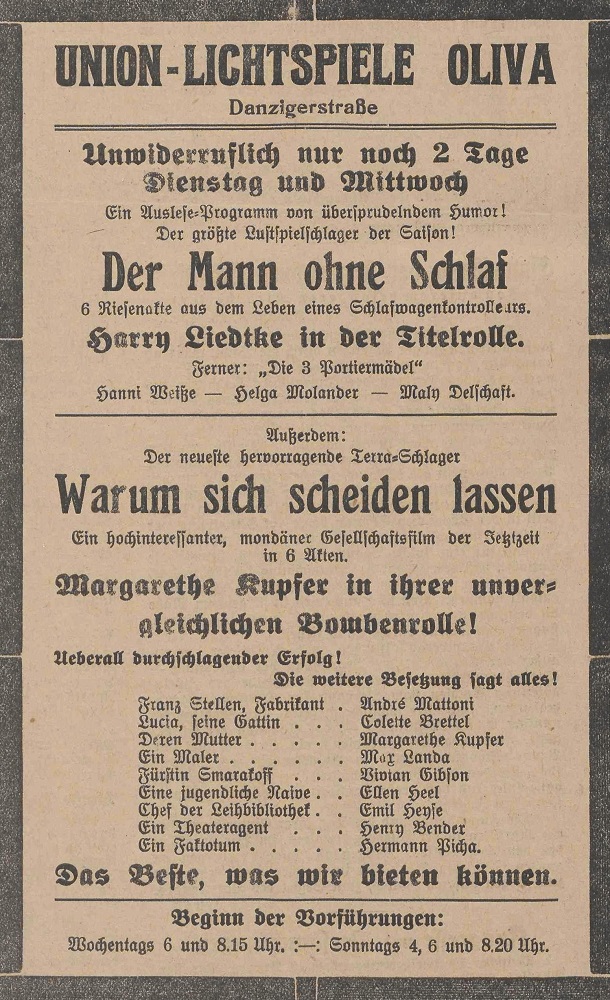 UNION-LICHTSPIELE OLIVA
Danzigerstraße
Unwiderruflich nur noch 2 Tage
Dienstag und Mittwoch
Ein Auslese-Programm von übersprudelndem Humor!
Der größte Lustspielschlager der Saison!
Der Mann ohne Schlaf
6 Riesenakte aus dem Leben eines Schlafwagenkontrolleurs.
Harry Liedtke in der Titelrolle.
Ferner: „Die 3 Portiermädel“
Hanni Weiße — Helga Molander — Maly Delschaft.
Außerdem:
Der neueste hervorragende Terra-Schlager
Warum sich scheiden lassen
Ein hochinteressanter, mondäner Gesellschaftsfilm der Jetztzeit
in 6 Akten.
Margarethe Kupfer in ihrer unver-
gleichlichen Bombenrolle!
Ueberall durchschlagender Erfolg!
Die weitere Besetzung sagt alles!
Franz Stellen, Fabrikant . André Mattoni
Lucia, seine Gattin . . . Colette Brettel
Deren Mutter . . . . . Margarethe Kupfer
Ein Maler . . . . . . Max Landa
Fürstin Smarakoff . . . Vivian Gibson
Eine jugendliche Naive . . Ellen Heel
Chef der Leihbibliothek . . Emil Heyse
Ein Theateragent . . . . Henry Bender
Ein Faktotum . . . . . Hermann Picha.
Das Beste, was wir bieten können.
Beginn der Vorführungen:
Wochentags 6 und 8.15 Uhr. :—: Sonntags 4, 6 und 8.20 Uhr.